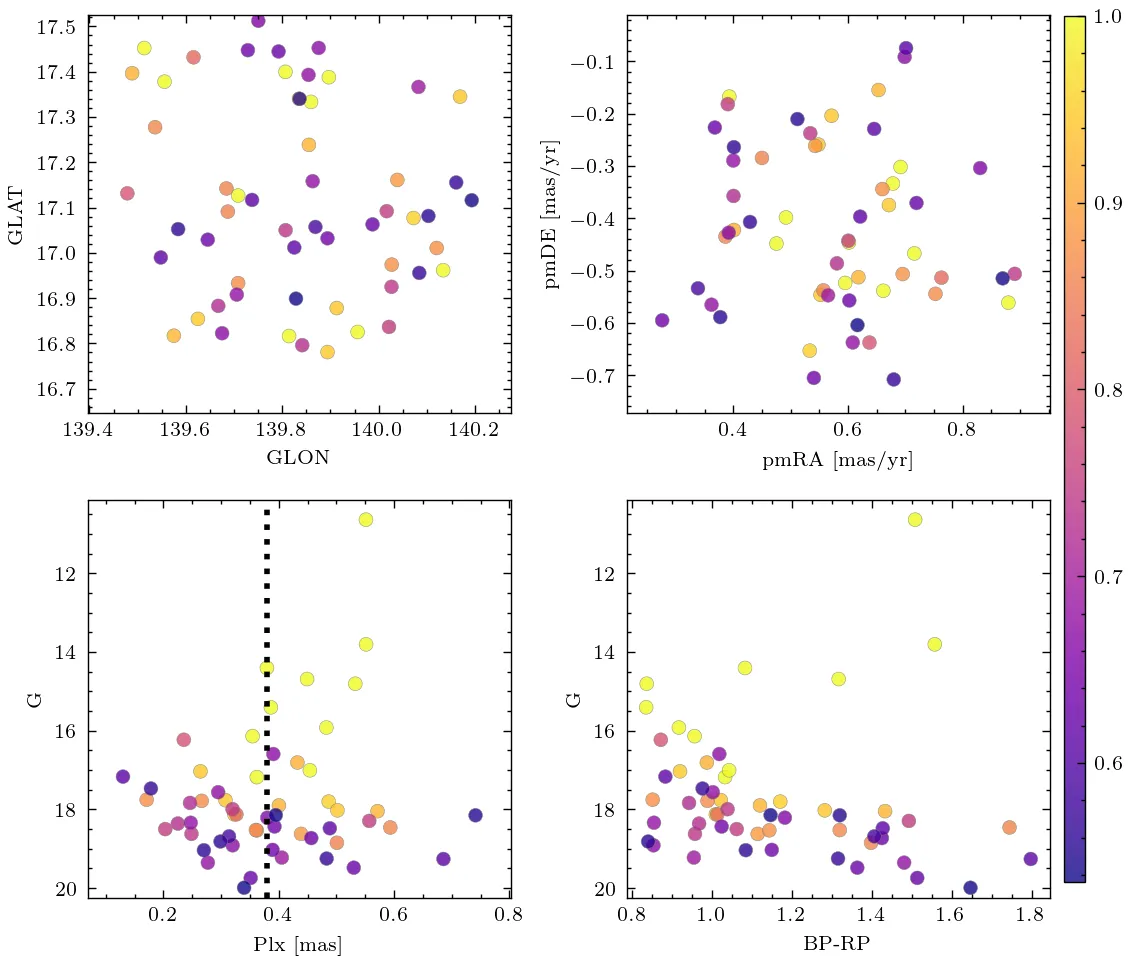 17.5
17.4
17.3
17.2
17.1
17.0
16.9
16.8
16.7
GLAT
139.4 139.6 139.8 140.0 140.2
GLON
−0.1
−0.2
−0.3
−0.4
−0.5
−0.6
−0.7
pmDE [mas/yr]
0.4 0.6 0.8
pmRA [mas/yr]
12
14
16
18
20
G
0.2 0.4 0.6 0.8
Plx [mas]
12
14
16
18
20
G
0.8 1.0 1.2 1.4 1.6 1.8
BP-RP
1.0
0.9
0.8
0.7
0.6